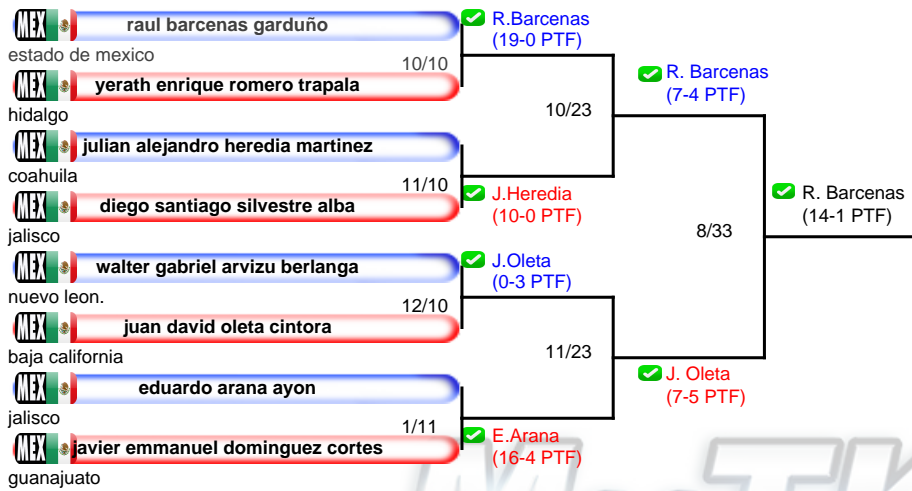 MEX raul barcenas garduño
estado de mexico
10/10
MEX yerath enrique romero trapala
hidalgo
MEX julian alejandro heredia martinez
coahuila
11/10
MEX diego santiago silvestre alba
jalisco
MEX walter gabriel arvizu berlanga
nuevo leon.
12/10
MEX juan david oleta cintora
baja california
MEX eduardo arana ayon
jalisco
1/11
MEX javier emmanuel dominguez cortes
guanajuato
R.Barcenas
(19-0 PTF)
10/23
J.Heredia
(10-0 PTF)
J.Oleta
(0-3 PTF)
11/23
E.Arana
(16-4 PTF)
R. Barcenas
(7-4 PTF)
8/33
J. Oleta
(7-5 PTF)
R. Barcenas
(14-1 PTF)